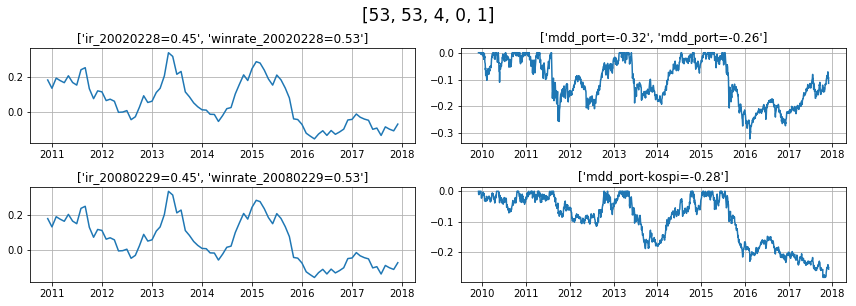 [53, 53, 4, 0, 1]
['ir_20020228=0.45', 'winrate_20020228=0.53']
0.2
0.0
2011 2012 2013 2014 2015 2016 2017 2018
['mdd_port=-0.32', 'mdd_port=-0.26']
0.0
−0.1
−0.2
−0.3
2010 2011 2012 2013 2014 2015 2016 2017 2018
['ir_20080229=0.45', 'winrate_20080229=0.53']
0.2
0.0
2011 2012 2013 2014 2015 2016 2017 2018
['mdd_port-kospi=-0.28']
0.0
−0.1
−0.2
2010 2011 2012 2013 2014 2015 2016 2017 2018